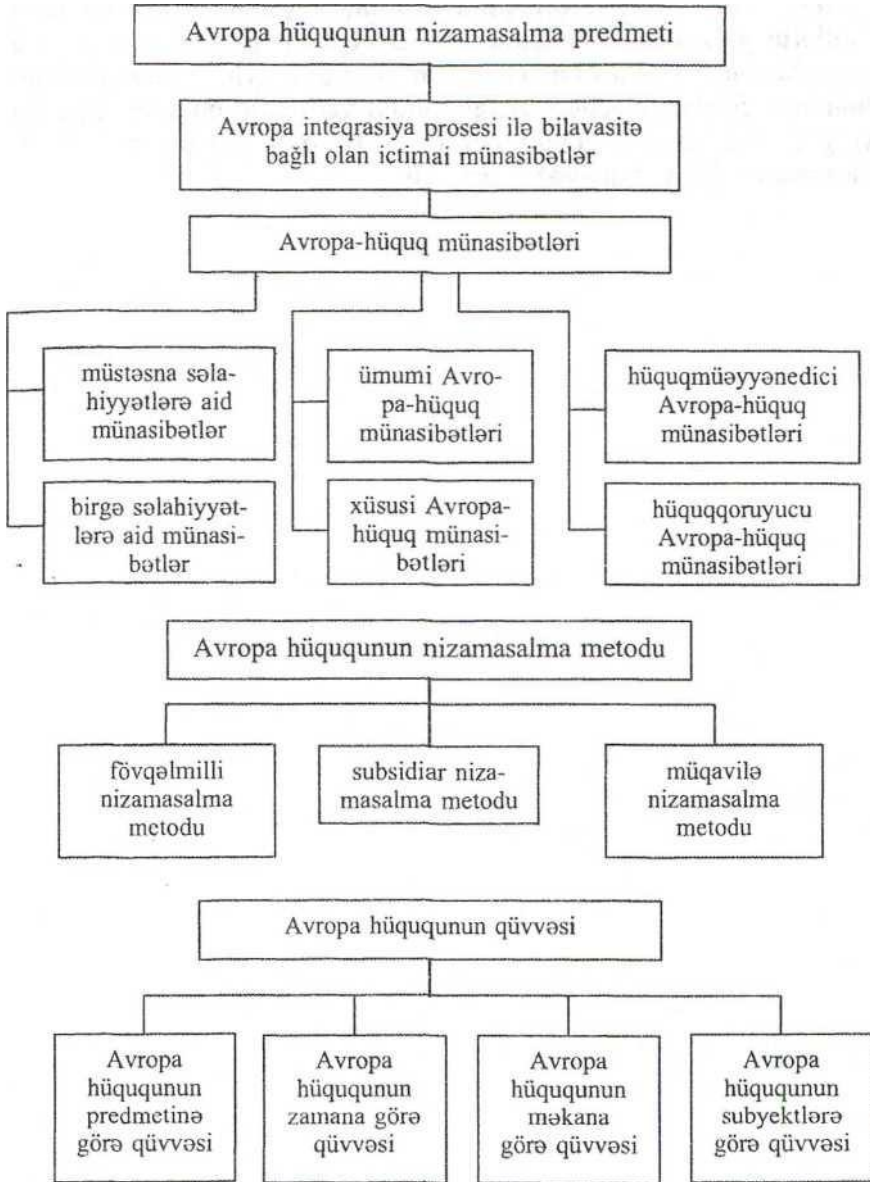 Avropa hüququnun nizamasalma predmeti
Avropa inteqrasiya prosesi ilə bilavasitə
bağlı olan ictimai münasibətlər
Avropa-hüquq münasibətləri
müstəsna səla-
hiyyətlərə aid
münasibətlər
ümumi Avro-
pa-hüquq
münasibətləri
hüquqmüəyyənedici
Avropa-hüquq
münasibətləri
birgə səlahiyyət-
lərə aid münasi-
bətlər
xüsusi Avropa-
hüquq münasi-
bətləri
hüquqqoruyucu
Avropa-hüquq
münasibətləri
Avropa hüququnun nizamasalma metodu
fövqəlmilli
nizamasalma
metodu
subsidiar niza-
masalma metodu
müqavilə
nizamasalma
metodu
Avropa hüququnun qüvvəsi
Avropa
hüququnun
predmetinə
görə qüvvəsi
Avropa
hüququnun
zamana görə
qüvvəsi
Avropa
hüququnun
məkana
görə qüvvəsi
Avropa
hüququnun
subyektlərə
görə qüvvəsi